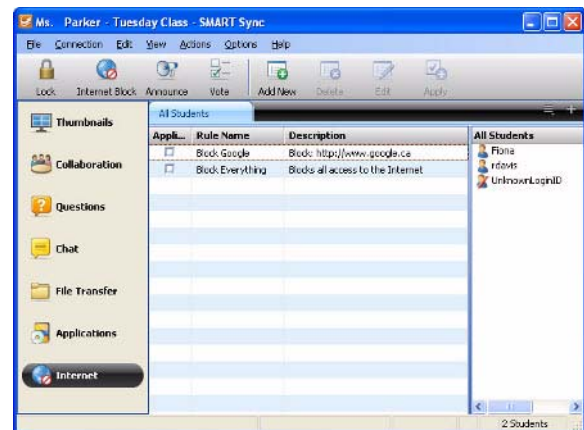 Ms. Parker - Tuesday Class - SMART Sync
File Connection Edit View Actions Options Help
Lock Internet Block Announce Vote Add New Delete Edit Apply
Thumbnails
Collaboration
Questions
Chat
File Transfer
Applications
Internet
All Students
Appli... Rule Name Description
Block Google Block: http://www.google.ca
Block Everything Blocks all access to the Internet
All Students
Fiona
rdavis
UnknownLoginID
2 Students